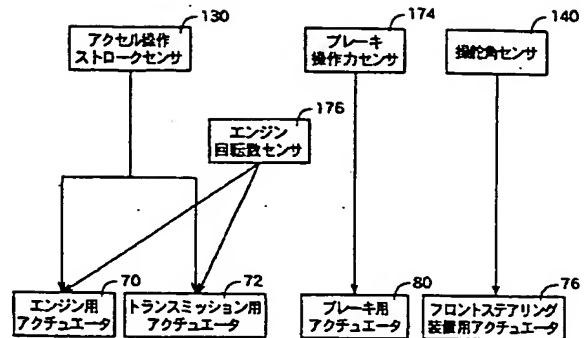 130
アクセル操作
ストロークセンサ
174
ブレーキ
操作力センサ
140
操舵角センサ
176
エンジン
回転数センサ
70
エンジン用
アクチュエータ
72
トランスミッション用
アクチュエータ
80
ブレーキ用
アクチュエータ
76
フロントステアリング
装置用アクチュエータ